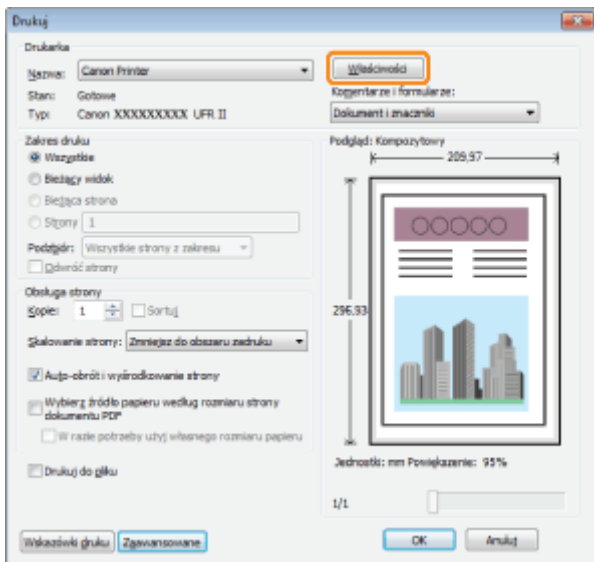 Drukuj
Drukarka
Nazwa: Canon Printer
Właściwości
Stan: Gotowe
Komentarze i formularze:
Typ: Canon XXXXXXXXX UFR II
Dokument i znaczniki
Zakres druku
Wszystkie
Bieżący widok
Bieżąca strona
Strony 1
Podzbiór: Wszystkie strony z zakresu
Odwróć strony
Obsługa strony
Kopie: 1 Sortuj
Skalowanie strony: Zmniejsz do obszaru zadruku
Auto-obrót i wyśrodkowanie strony
Wybierz źródło papieru według rozmiaru strony
dokumentu PDF
W razie potrzeby użyj własnego rozmiaru papieru
Drukuj do pliku
Podgląd: Kompozytowy
209,97
296,93
Jednostki: mm Powiększenie: 95%
1/1
Wskazówki druku Zaawansowane
OK Anuluj